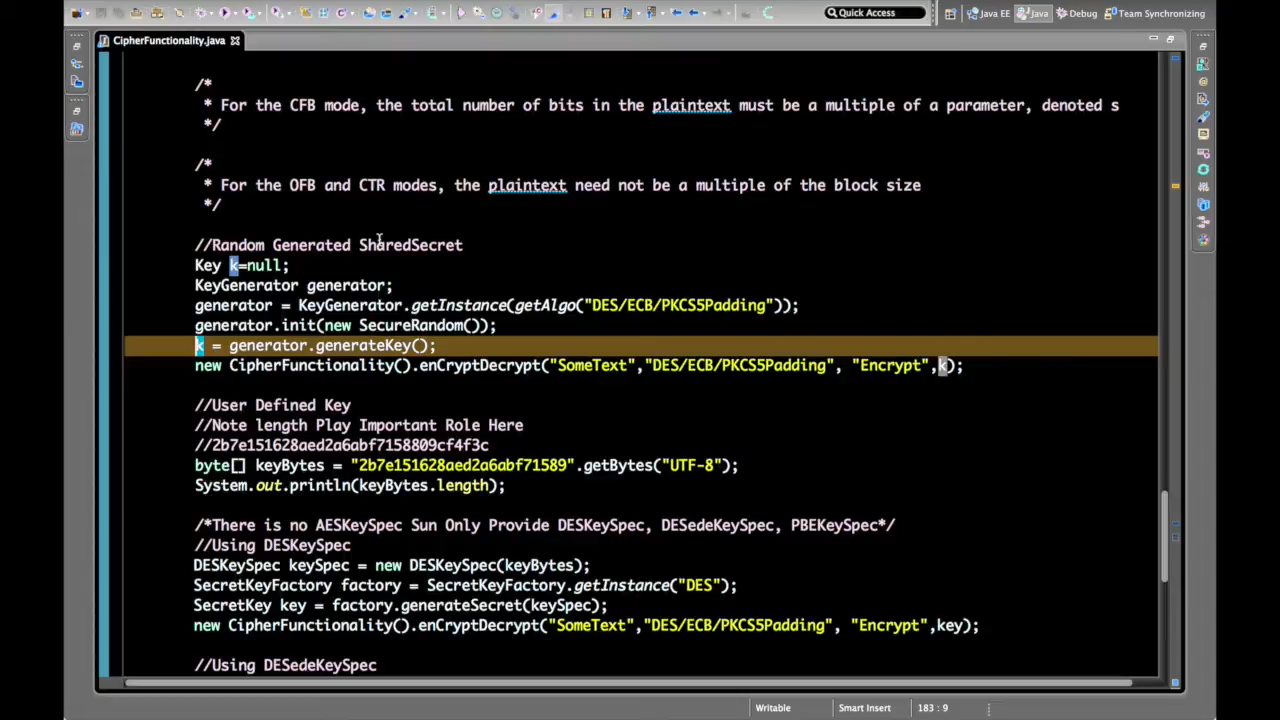 Quick Access
Java EE
Java
Debug
Team Synchronizing
CipherFunctionality.java
/*
* For the CFB mode, the total number of bits in the plaintext must be a multiple of a parameter, denoted s
*/
/*
* For the OFB and CTR modes, the plaintext need not be a multiple of the block size
*/
//Random Generated SharedSecret
Key k=null;
KeyGenerator generator;
generator = KeyGenerator.getInstance(getAlgo("DES/ECB/PKCS5Padding"));
generator.init(new SecureRandom());
k = generator.generateKey();
new CipherFunctionality().enCryptDecrypt("SomeText","DES/ECB/PKCS5Padding", "Encrypt",k);
//User Defined Key
//Note length Play Important Role Here
//2b7e151628aed2a6abf7158809cf4f3c
byte[] keyBytes = "2b7e151628aed2a6abf71589".getBytes("UTF-8");
System.out.println(keyBytes.length);
/*There is no AESKeySpec Sun Only Provide DESKeySpec, DESedeKeySpec, PBEKeySpec*/
//Using DESKeySpec
DESKeySpec keySpec = new DESKeySpec(keyBytes);
SecretKeyFactory factory = SecretKeyFactory.getInstance("DES");
SecretKey key = factory.generateSecret(keySpec);
new CipherFunctionality().enCryptDecrypt("SomeText","DES/ECB/PKCS5Padding", "Encrypt",key);
//Using DESedeKeySpec
Writable
Smart Insert
183 : 9